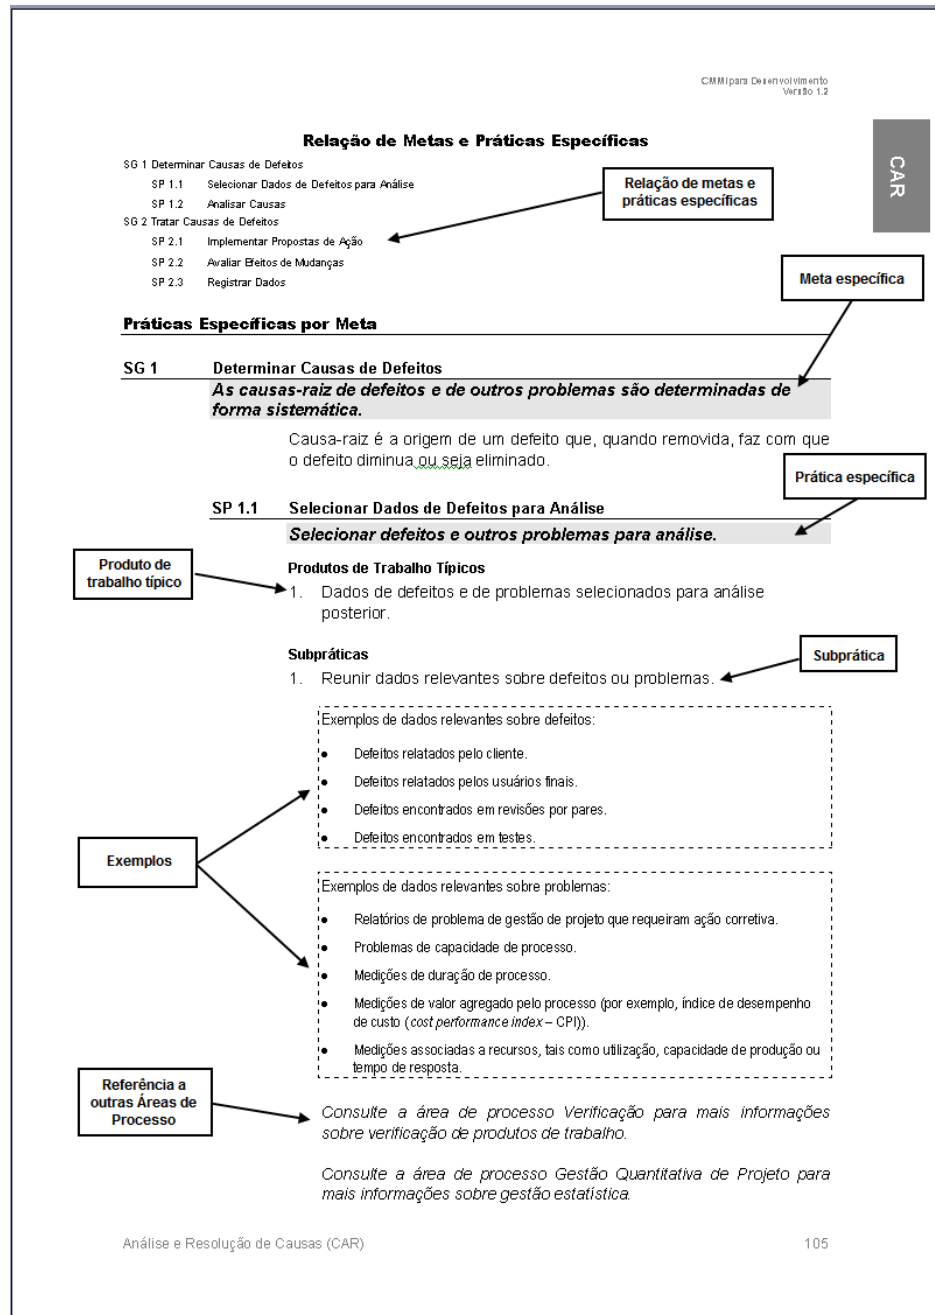 CMMI para Desenvolvimento
Versão 1.2
CAR
Relação de Metas e Práticas Específicas
SG 1 Determinar Causas de Defeitos
SP 1.1 Selecionar Dados de Defeitos para Análise
SP 1.2 Analisar Causas
SG 2 Tratar Causas de Defeitos
SP 2.1 Implementar Propostas de Ação
SP 2.2 Avaliar Efeitos de Mudanças
SP 2.3 Registrar Dados
Relação de metas e
práticas específicas
Meta específica
Práticas Específicas por Meta
SG 1 Determinar Causas de Defeitos
As causas-raiz de defeitos e de outros problemas são determinadas de
forma sistemática.
Causa-raiz é a origem de um defeito que, quando removida, faz com que
o defeito diminua ou seja eliminado.
Prática específica
SP 1.1 Selecionar Dados de Defeitos para Análise
Selecionar defeitos e outros problemas para análise.
Produto de
trabalho típico
Produtos de Trabalho Típicos
1. Dados de defeitos e de problemas selecionados para análise
posterior.
Subprática
Subpráticas
1. Reunir dados relevantes sobre defeitos ou problemas.
Exemplos de dados relevantes sobre defeitos:
• Defeitos relatados pelo cliente.
• Defeitos relatados pelos usuários finais.
• Defeitos encontrados em revisões por pares.
• Defeitos encontrados em testes.
Exemplos
Exemplos de dados relevantes sobre problemas:
• Relatórios de problema de gestão de projeto que requeiram ação corretiva.
• Problemas de capacidade de processo.
• Medições de duração de processo.
• Medições de valor agregado pelo processo (por exemplo, índice de desempenho
de custo (cost performance index – CPI)).
• Medições associadas a recursos, tais como utilização, capacidade de produção ou
tempo de resposta.
Referência a
outras Áreas de
Processo
Consulte a área de processo Verificação para mais informações
sobre verificação de produtos de trabalho.
Consulte a área de processo Gestão Quantitativa de Projeto para
mais informações sobre gestão estatística.
Análise e Resolução de Causas (CAR) 105